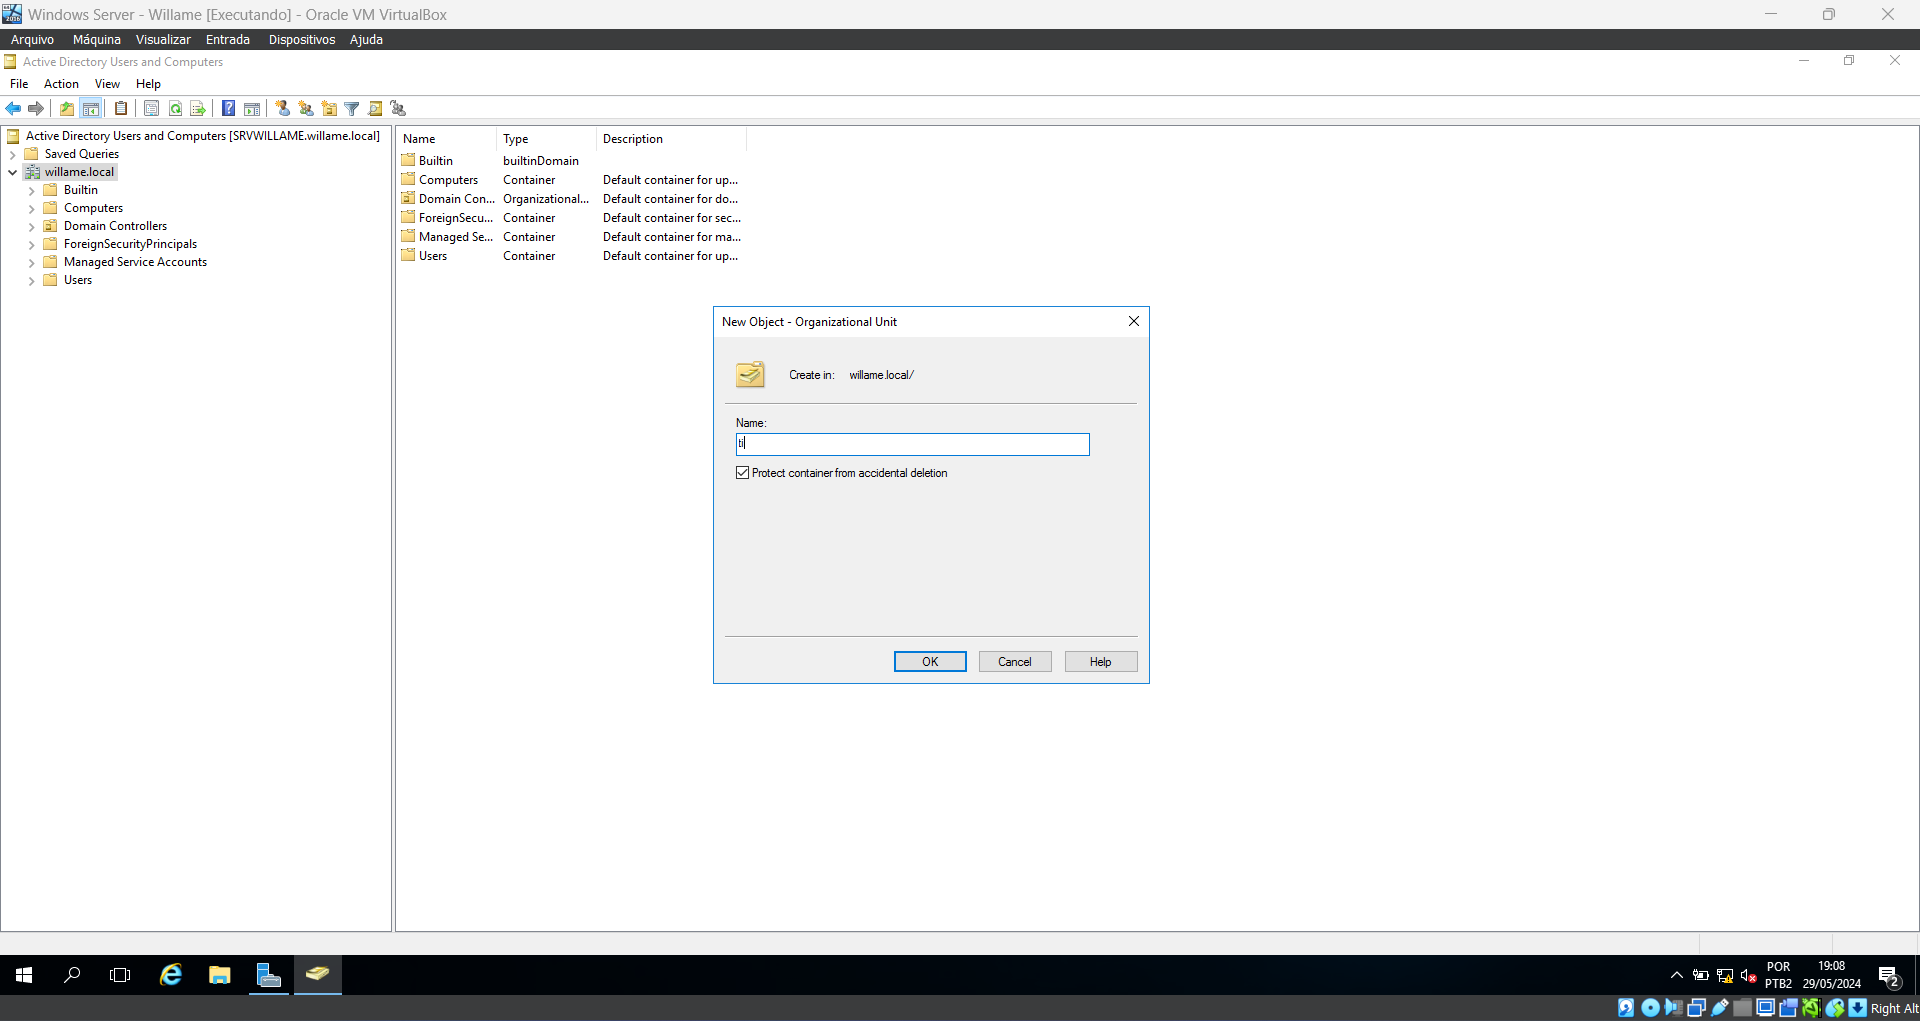 Windows Server - Willame [Executando] - Oracle VM VirtualBox
Arquivo Máquina Visualizar Entrada Dispositivos Ajuda
Active Directory Users and Computers
File Action View Help
Active Directory Users and Computers [SRVWILLAME.willame.local]
Saved Queries
willame.local
Builtin
Computers
Domain Controllers
ForeignSecurityPrincipals
Managed Service Accounts
Users
Name Type Description
Builtin builtinDomain
Computers Container Default container for up...
Domain Con... Organizational... Default container for do...
ForeignSecu... Container Default container for sec...
Managed Se... Container Default container for ma...
Users Container Default container for up...
New Object - Organizational Unit
Create in: willame.local/
Name:
ti
Protect container from accidental deletion
OK Cancel Help
POR
PTB2
19:08
29/05/2024
2
Right Alt